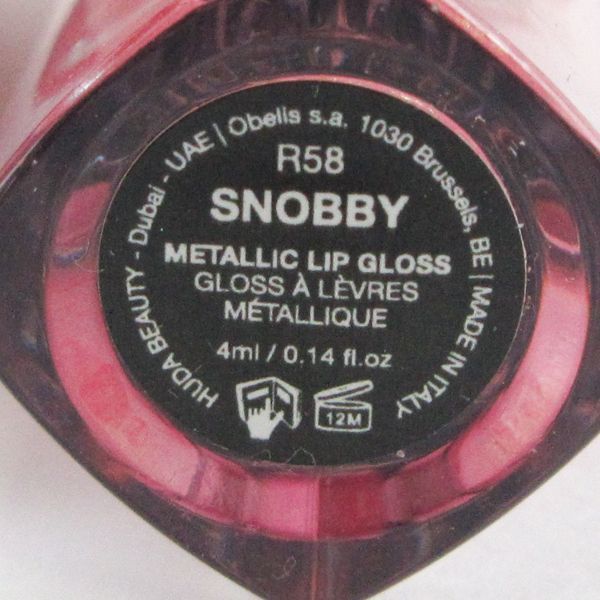 HUDA BEAUTY - Dubai - UAE | Obelis s.a. 1030 Brussels, BE | MADE IN ITALY
R58
SNOBBY
METALLIC LIP GLOSS
GLOSS À LÈVRES
MÉTALLIQUE
4ml / 0.14 fl.oz
12M